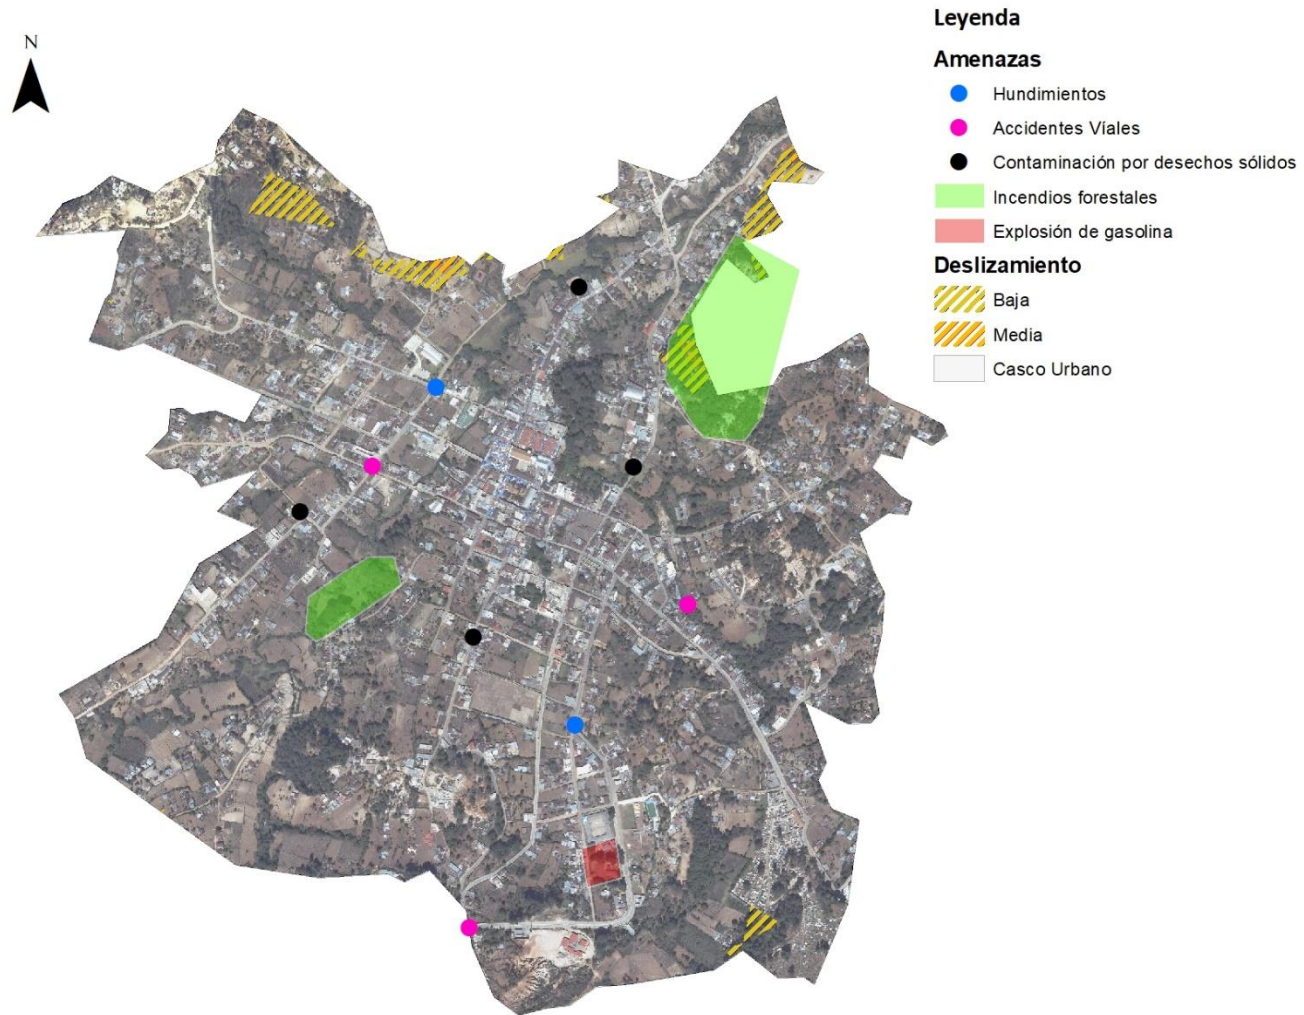 Leyenda
N
Amenazas
Hundimientos
Accidentes Víales
Contaminación por desechos sólidos
Incendios forestales
Explosión de gasolina
Deslizamiento
Baja
Media
Casco Urbano